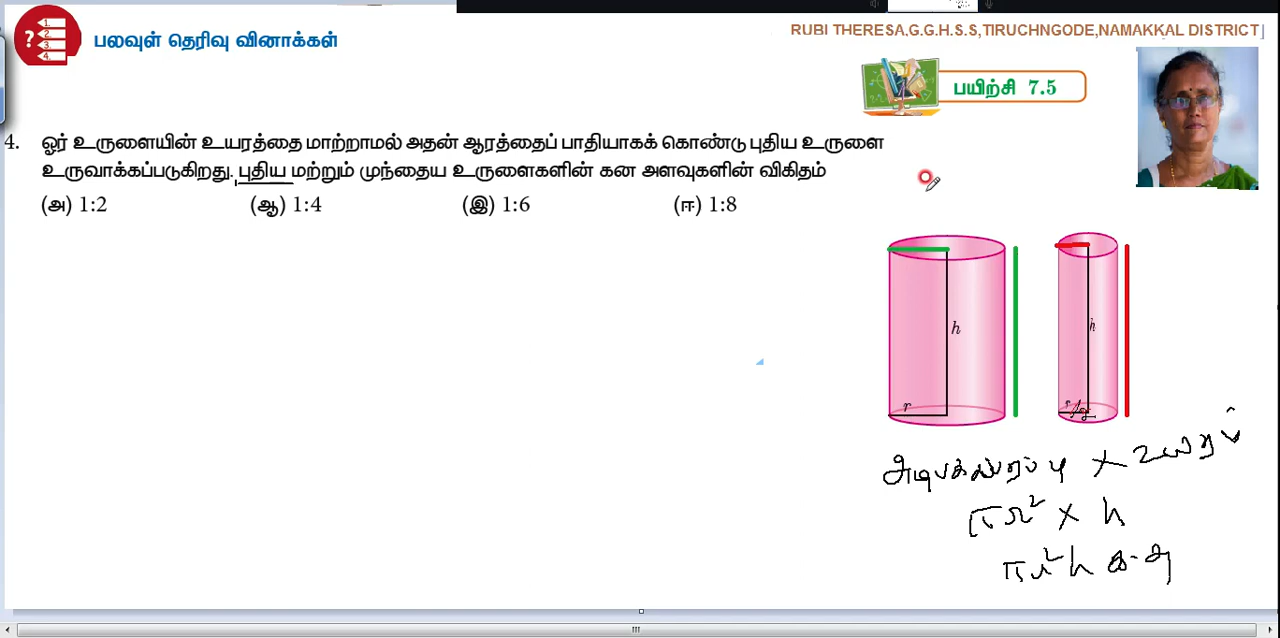 RUBI THERESA,G.G.H.S.S,TIRUCHNGODE,NAMAKKAL DISTRICT]
பலவுள் தெரிவு வினாக்கள்
பயிற்சி 7.5
4. ஓர் உருளையின் உயரத்தை மாற்றாமல் அதன் ஆரத்தைப் பாதியாகக் கொண்டு புதிய உருளை
உருவாக்கப்படுகிறது. புதிய மற்றும் முந்தைய உருளைகளின் கன அளவுகளின் விகிதம்
(அ) 1:2 (ஆ) 1:4 (இ) 1:6 (ஈ) 1:8
h h
r
அடிப்பக்கபரப்பு × உயரம்
πr² × h
πr²h க.அ